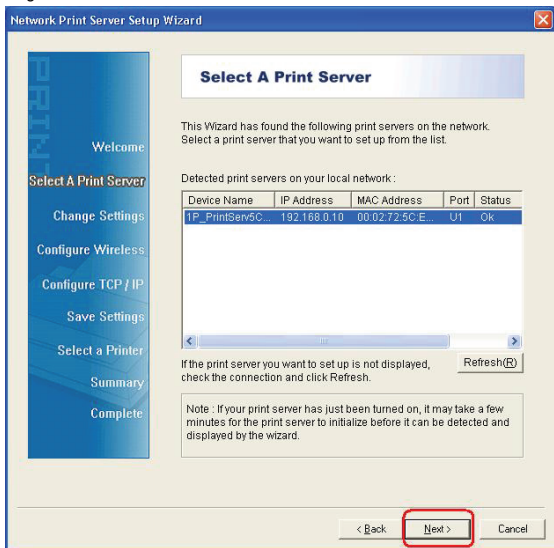 Network Print Server Setup Wizard
PRINT
Select A Print Server
This Wizard has found the following print servers on the network.
Select a print server that you want to set up from the list.
Welcome
Select A Print Server
Change Settings
Configure Wireless
Configure TCP / IP
Save Settings
Select a Printer
Summary
Complete
Detected print servers on your local network :
Device Name IP Address MAC Address Port Status
1P_PrintServ5C... 192.168.0.10 00:02:72:5C:E... U1 Ok
If the print server you want to set up is not displayed,
check the connection and click Refresh.
Refresh(R)
Note : If your print server has just been turned on, it may take a few
minutes for the print server to initialize before it can be detected and
displayed by the wizard.
< Back Next > Cancel